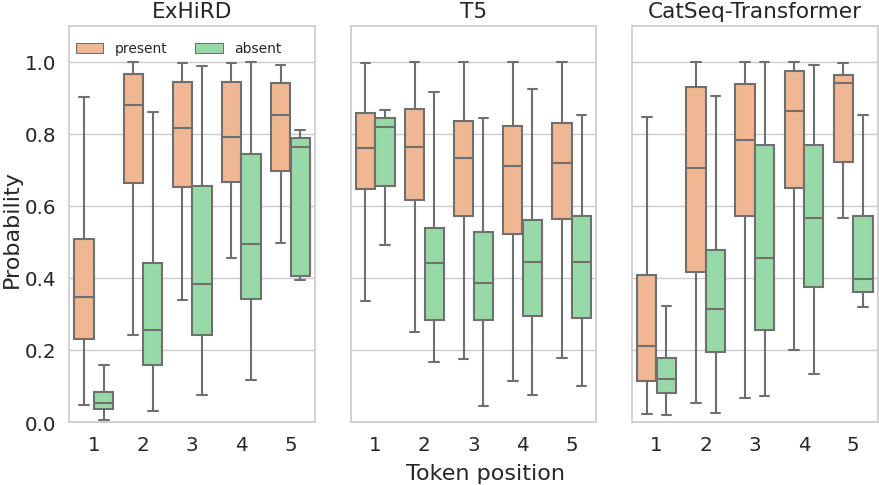 ExHiRD T5 CatSeq-Transformer
present absent
1.0
0.8
0.6
0.4
0.2
0.0
Probability
1 2 3 4 5 1 2 3 4 5 1 2 3 4 5
Token position